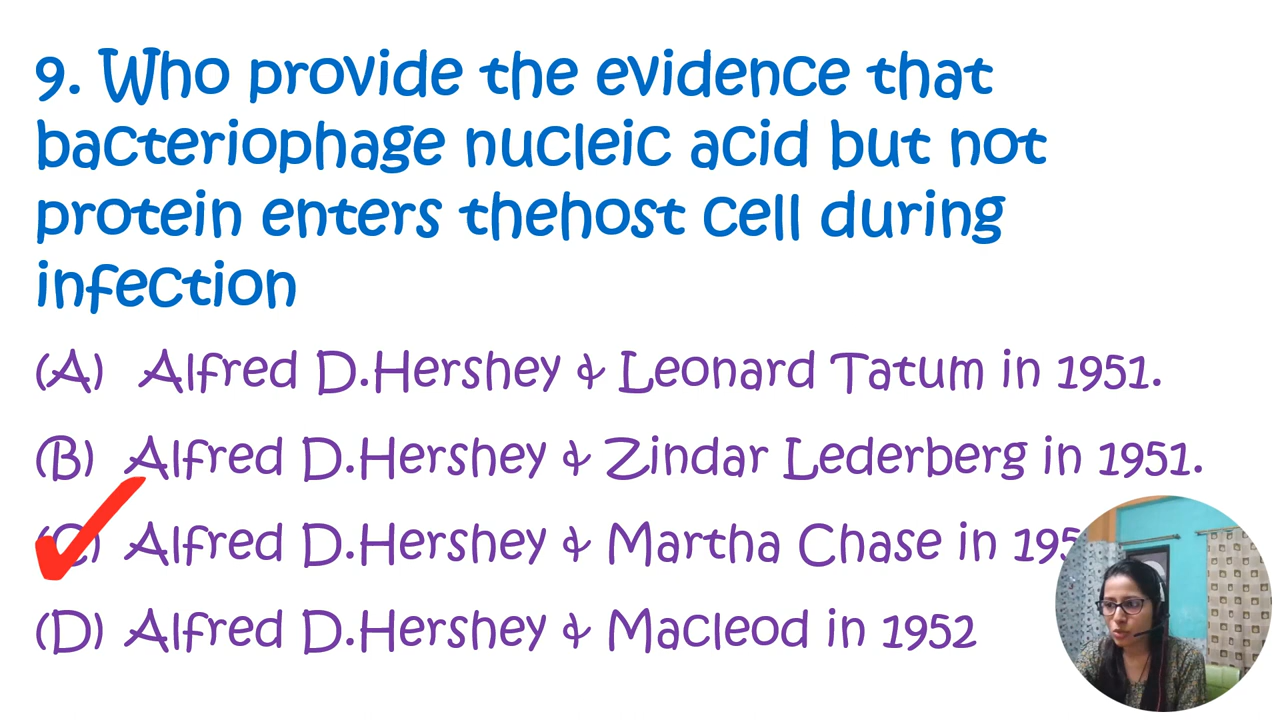 9. Who provide the evidence that
bacteriophage nucleic acid but not
protein enters thehost cell during
infection
(A) Alfred D.Hershey & Leonard Tatum in 1951.
(B) Alfred D.Hershey & Zindar Lederberg in 1951.
(C) Alfred D.Hershey & Martha Chase in
(D) Alfred D.Hershey & Macleod in 1952